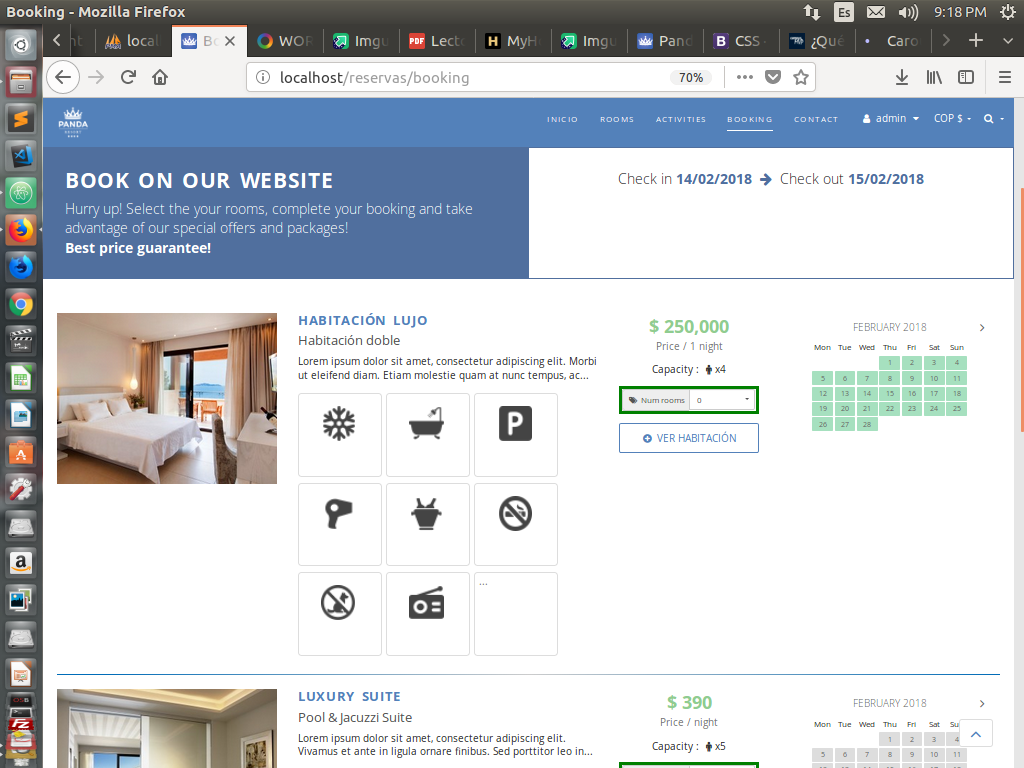 Booking - Mozilla Firefox
Es
9:18 PM
nt
local
Bo
WOR
Imgu
PDF
Lecto
H
MyH
Imgu
Pand
B
CSS -
¿Qué
Caro
localhost/reservas/booking
70%
PANDA
RESORT
INICIO
ROOMS
ACTIVITIES
BOOKING
CONTACT
admin
COP $
BOOK ON OUR WEBSITE
Hurry up! Select the your rooms, complete your booking and take
advantage of our special offers and packages!
Best price guarantee!
Check in 14/02/2018 → Check out 15/02/2018
HABITACIÓN LUJO
Habitación doble
Lorem ipsum dolor sit amet, consectetur adipiscing elit. Morbi
ut eleifend diam. Etiam molestie quam at nunc tempus, ac...
P
...
$ 250,000
Price / 1 night
Capacity : x4
Num rooms 0
VER HABITACIÓN
FEBRUARY 2018
Mon Tue Wed Thu Fri Sat Sun
1 2 3 4
5 6 7 8 9 10 11
12 13 14 15 16 17 18
19 20 21 22 23 24 25
26 27 28
LUXURY SUITE
Pool & Jacuzzi Suite
Lorem ipsum dolor sit amet, consectetur adipiscing elit.
Vivamus et ante in ligula ornare finibus. Sed porttitor leo in...
$ 390
Price / night
Capacity : x5
FEBRUARY 2018
Mon Tue Wed Thu Fri Sat Su
1 2 3 4
5 6 7 8 9 10 11